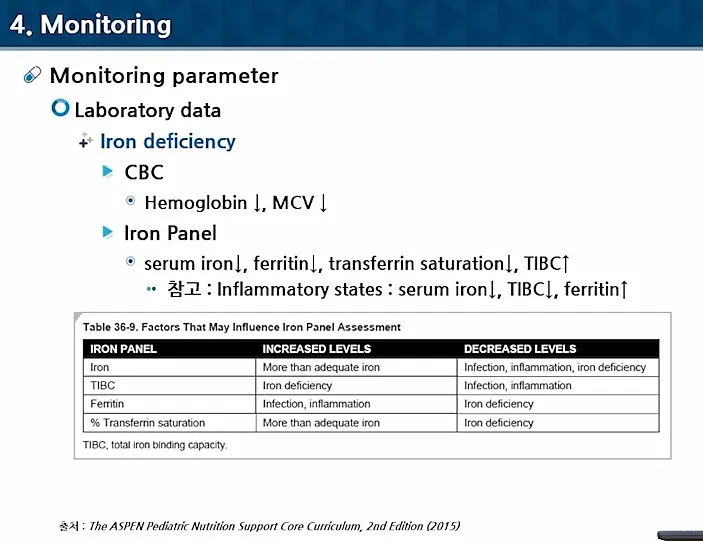 4. Monitoring
Monitoring parameter
Laboratory data
Iron deficiency
CBC
Hemoglobin ↓, MCV ↓
Iron Panel
serum iron↓, ferritin↓, transferrin saturation↓, TIBC↑
참고 : Inflammatory states : serum iron↓, TIBC↓, ferritin↑
Table 36-9. Factors That May Influence Iron Panel Assessment
IRON PANEL INCREASED LEVELS DECREASED LEVELS
Iron More than adequate iron Infection, inflammation, iron deficiency
TIBC Iron deficiency Infection, inflammation
Ferritin Infection, inflammation Iron deficiency
% Transferrin saturation More than adequate iron Iron deficiency
TIBC, total iron binding capacity.
출처 : The ASPEN Pediatric Nutrition Support Core Curriculum, 2nd Edition (2015)